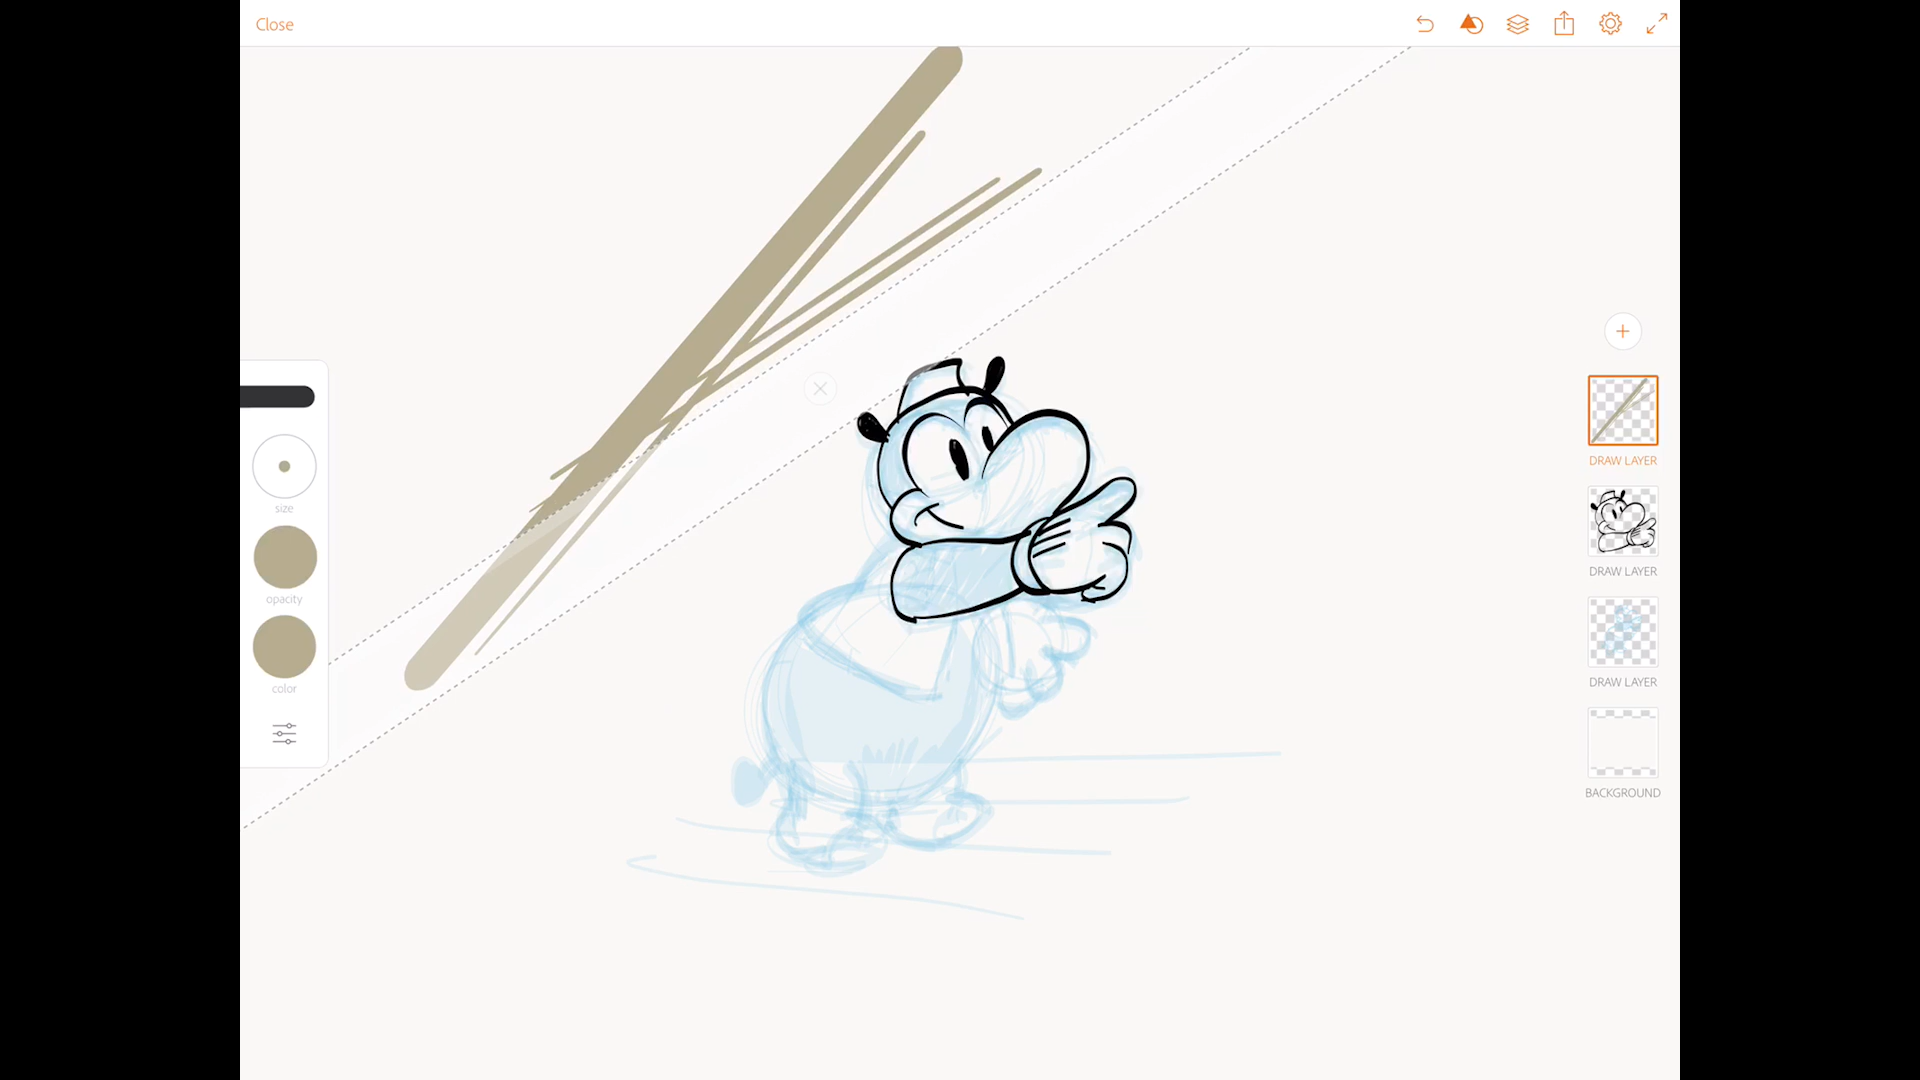 Close
size
opacity
color
DRAW LAYER
DRAW LAYER
DRAW LAYER
BACKGROUND